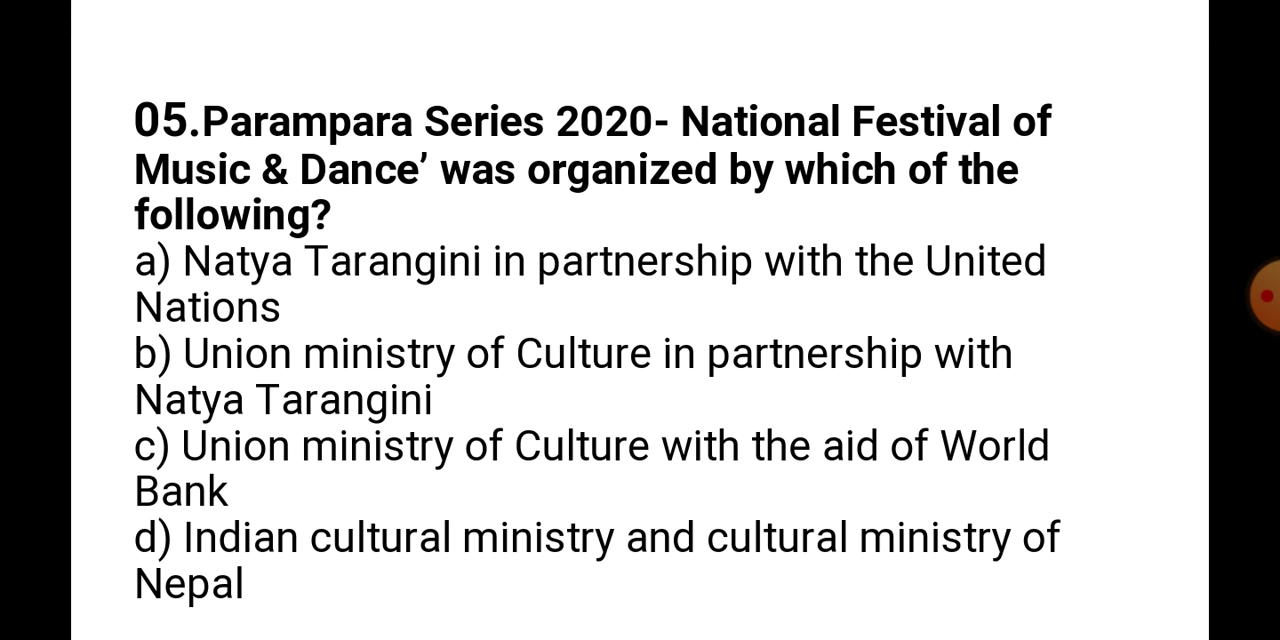 05.Parampara Series 2020- National Festival of
Music & Dance’ was organized by which of the
following?
a) Natya Tarangini in partnership with the United
Nations
b) Union ministry of Culture in partnership with
Natya Tarangini
c) Union ministry of Culture with the aid of World
Bank
d) Indian cultural ministry and cultural ministry of
Nepal